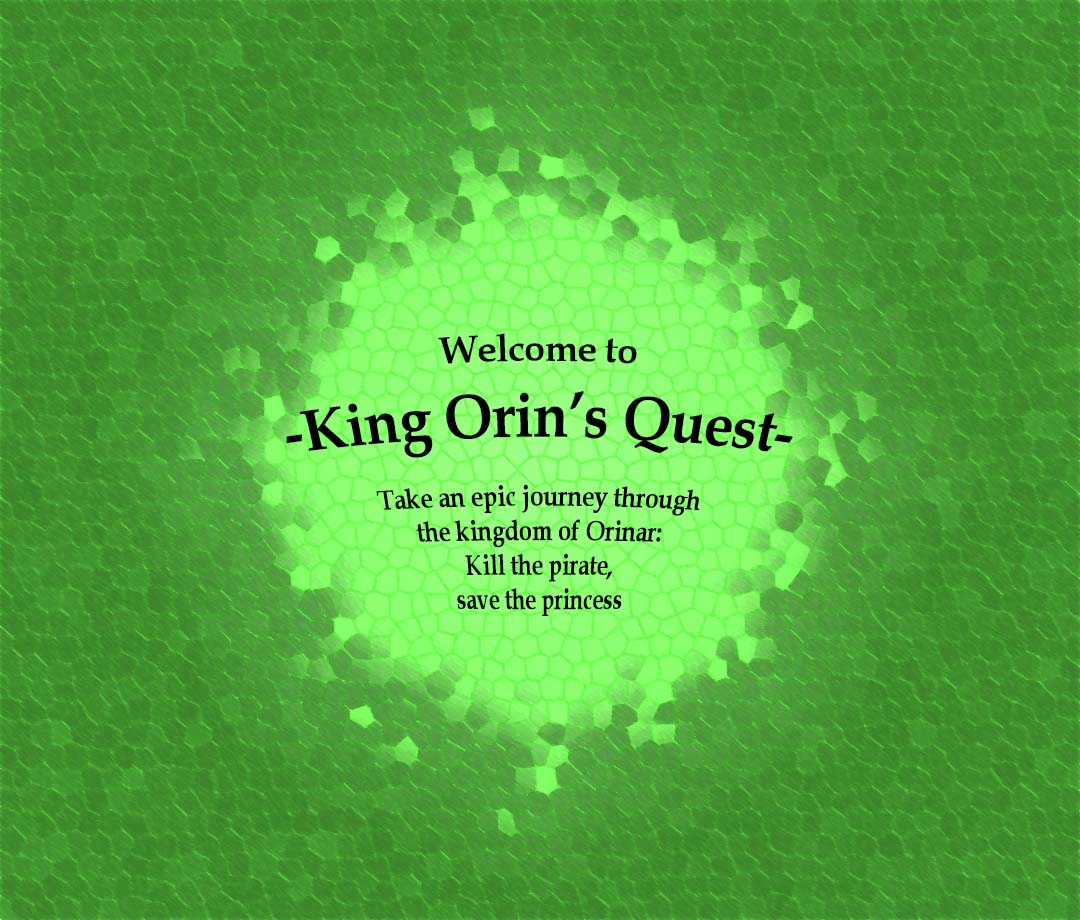 Welcome to
-King Orin’s Quest-
Take an epic journey through
the kingdom of Orinar:
Kill the pirate,
save the princess